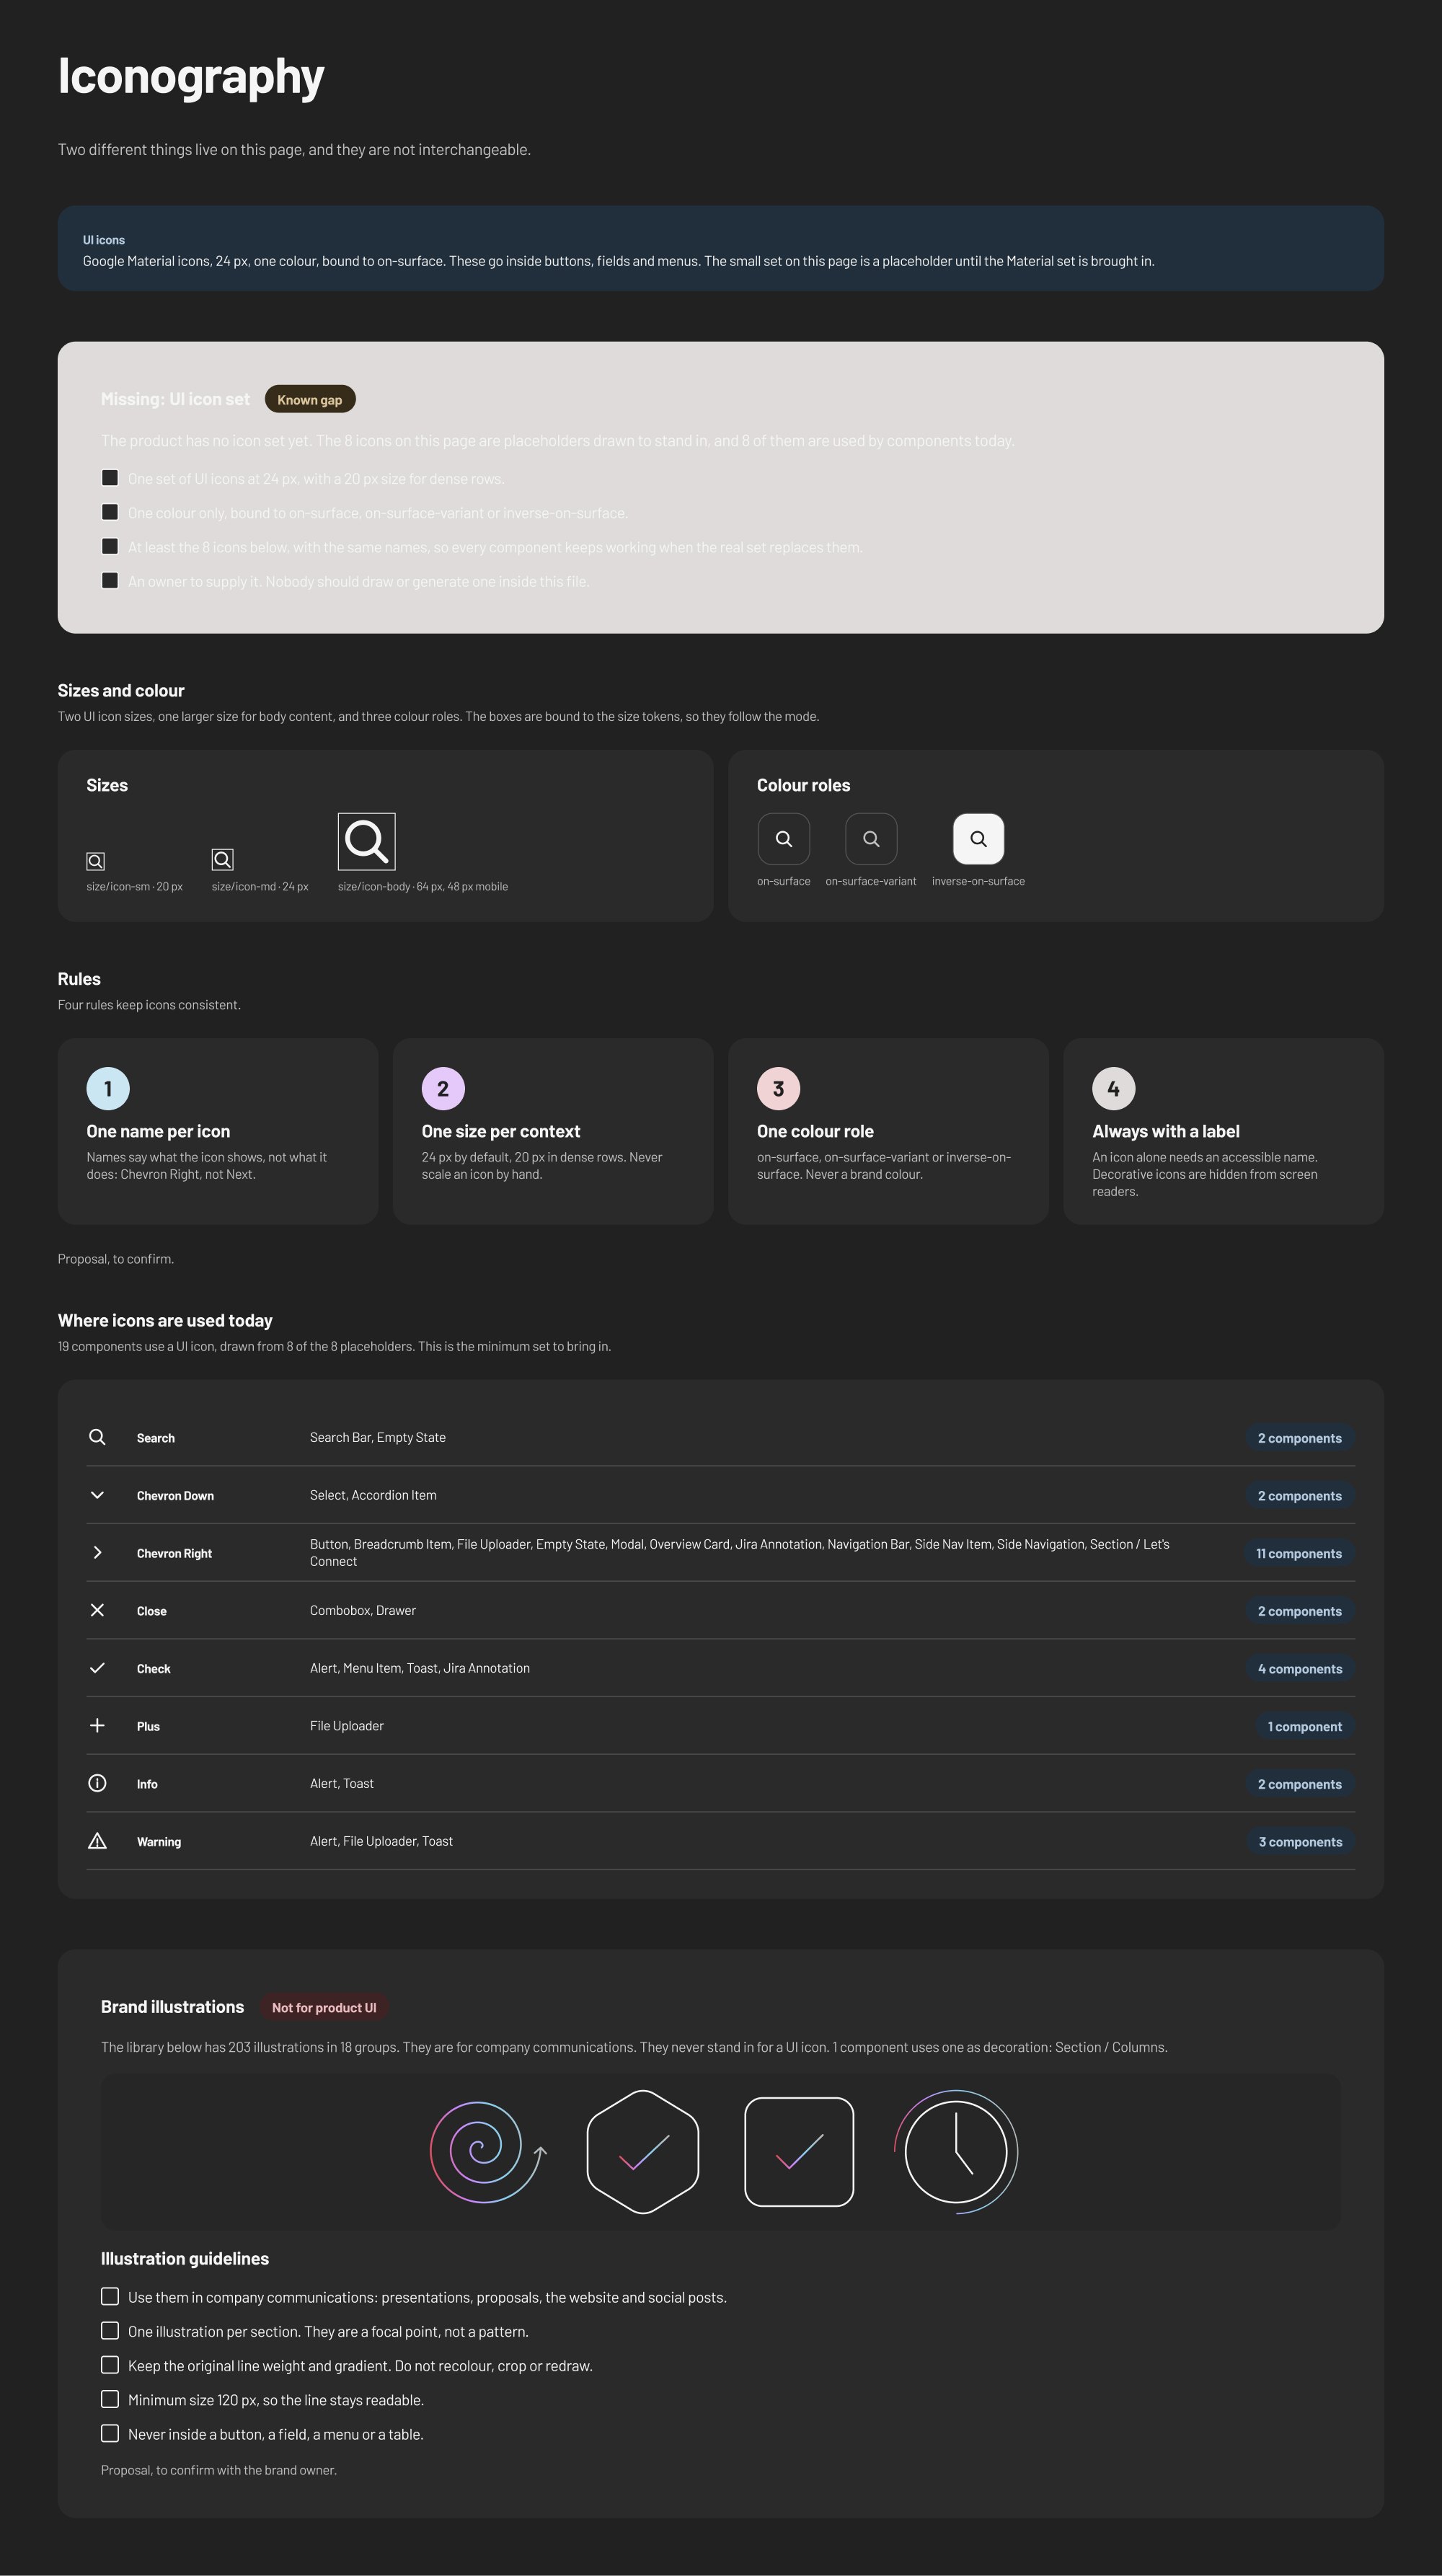 Iconography
Two different things live on this page, and they are not interchangeable.
UI icons
Google Material icons, 24 px, one colour, bound to on-surface. These go inside buttons, fields and menus. The small set on this page is a placeholder until the Material set is brought in.
Missing: UI icon set
Known gap
The product has no icon set yet. The 8 icons on this page are placeholders drawn to stand in, and 8 of them are used by components today.
One set of UI icons at 24 px, with a 20 px size for dense rows.
One colour only, bound to on-surface, on-surface-variant or inverse-on-surface.
At least the 8 icons below, with the same names, so every component keeps working when the real set replaces them.
An owner to supply it. Nobody should draw or generate one inside this file.
Sizes and colour
Two UI icon sizes, one larger size for body content, and three colour roles. The boxes are bound to the size tokens, so they follow the mode.
Sizes
size/icon-sm · 20 px
size/icon-md · 24 px
size/icon-body · 64 px, 48 px mobile
Colour roles
on-surface
on-surface-variant
inverse-on-surface
Rules
Four rules keep icons consistent.
1
One name per icon
Names say what the icon shows, not what it
does: Chevron Right, not Next.
2
One size per context
24 px by default, 20 px in dense rows. Never
scale an icon by hand.
3
One colour role
on-surface, on-surface-variant or inverse-on-
surface. Never a brand colour.
4
Always with a label
An icon alone needs an accessible name.
Decorative icons are hidden from screen
readers.
Proposal, to confirm.
Where icons are used today
19 components use a UI icon, drawn from 8 of the 8 placeholders. This is the minimum set to bring in.
Search
Search Bar, Empty State
2 components
Chevron Down
Select, Accordion Item
2 components
Chevron Right
Button, Breadcrumb Item, File Uploader, Empty State, Modal, Overview Card, Jira Annotation, Navigation Bar, Side Nav Item, Side Navigation, Section / Let's
Connect
11 components
Close
Combobox, Drawer
2 components
Check
Alert, Menu Item, Toast, Jira Annotation
4 components
Plus
File Uploader
1 component
Info
Alert, Toast
2 components
Warning
Alert, File Uploader, Toast
3 components
Brand illustrations
Not for product UI
The library below has 203 illustrations in 18 groups. They are for company communications. They never stand in for a UI icon. 1 component uses one as decoration: Section / Columns.
Illustration guidelines
Use them in company communications: presentations, proposals, the website and social posts.
One illustration per section. They are a focal point, not a pattern.
Keep the original line weight and gradient. Do not recolour, crop or redraw.
Minimum size 120 px, so the line stays readable.
Never inside a button, a field, a menu or a table.
Proposal, to confirm with the brand owner.